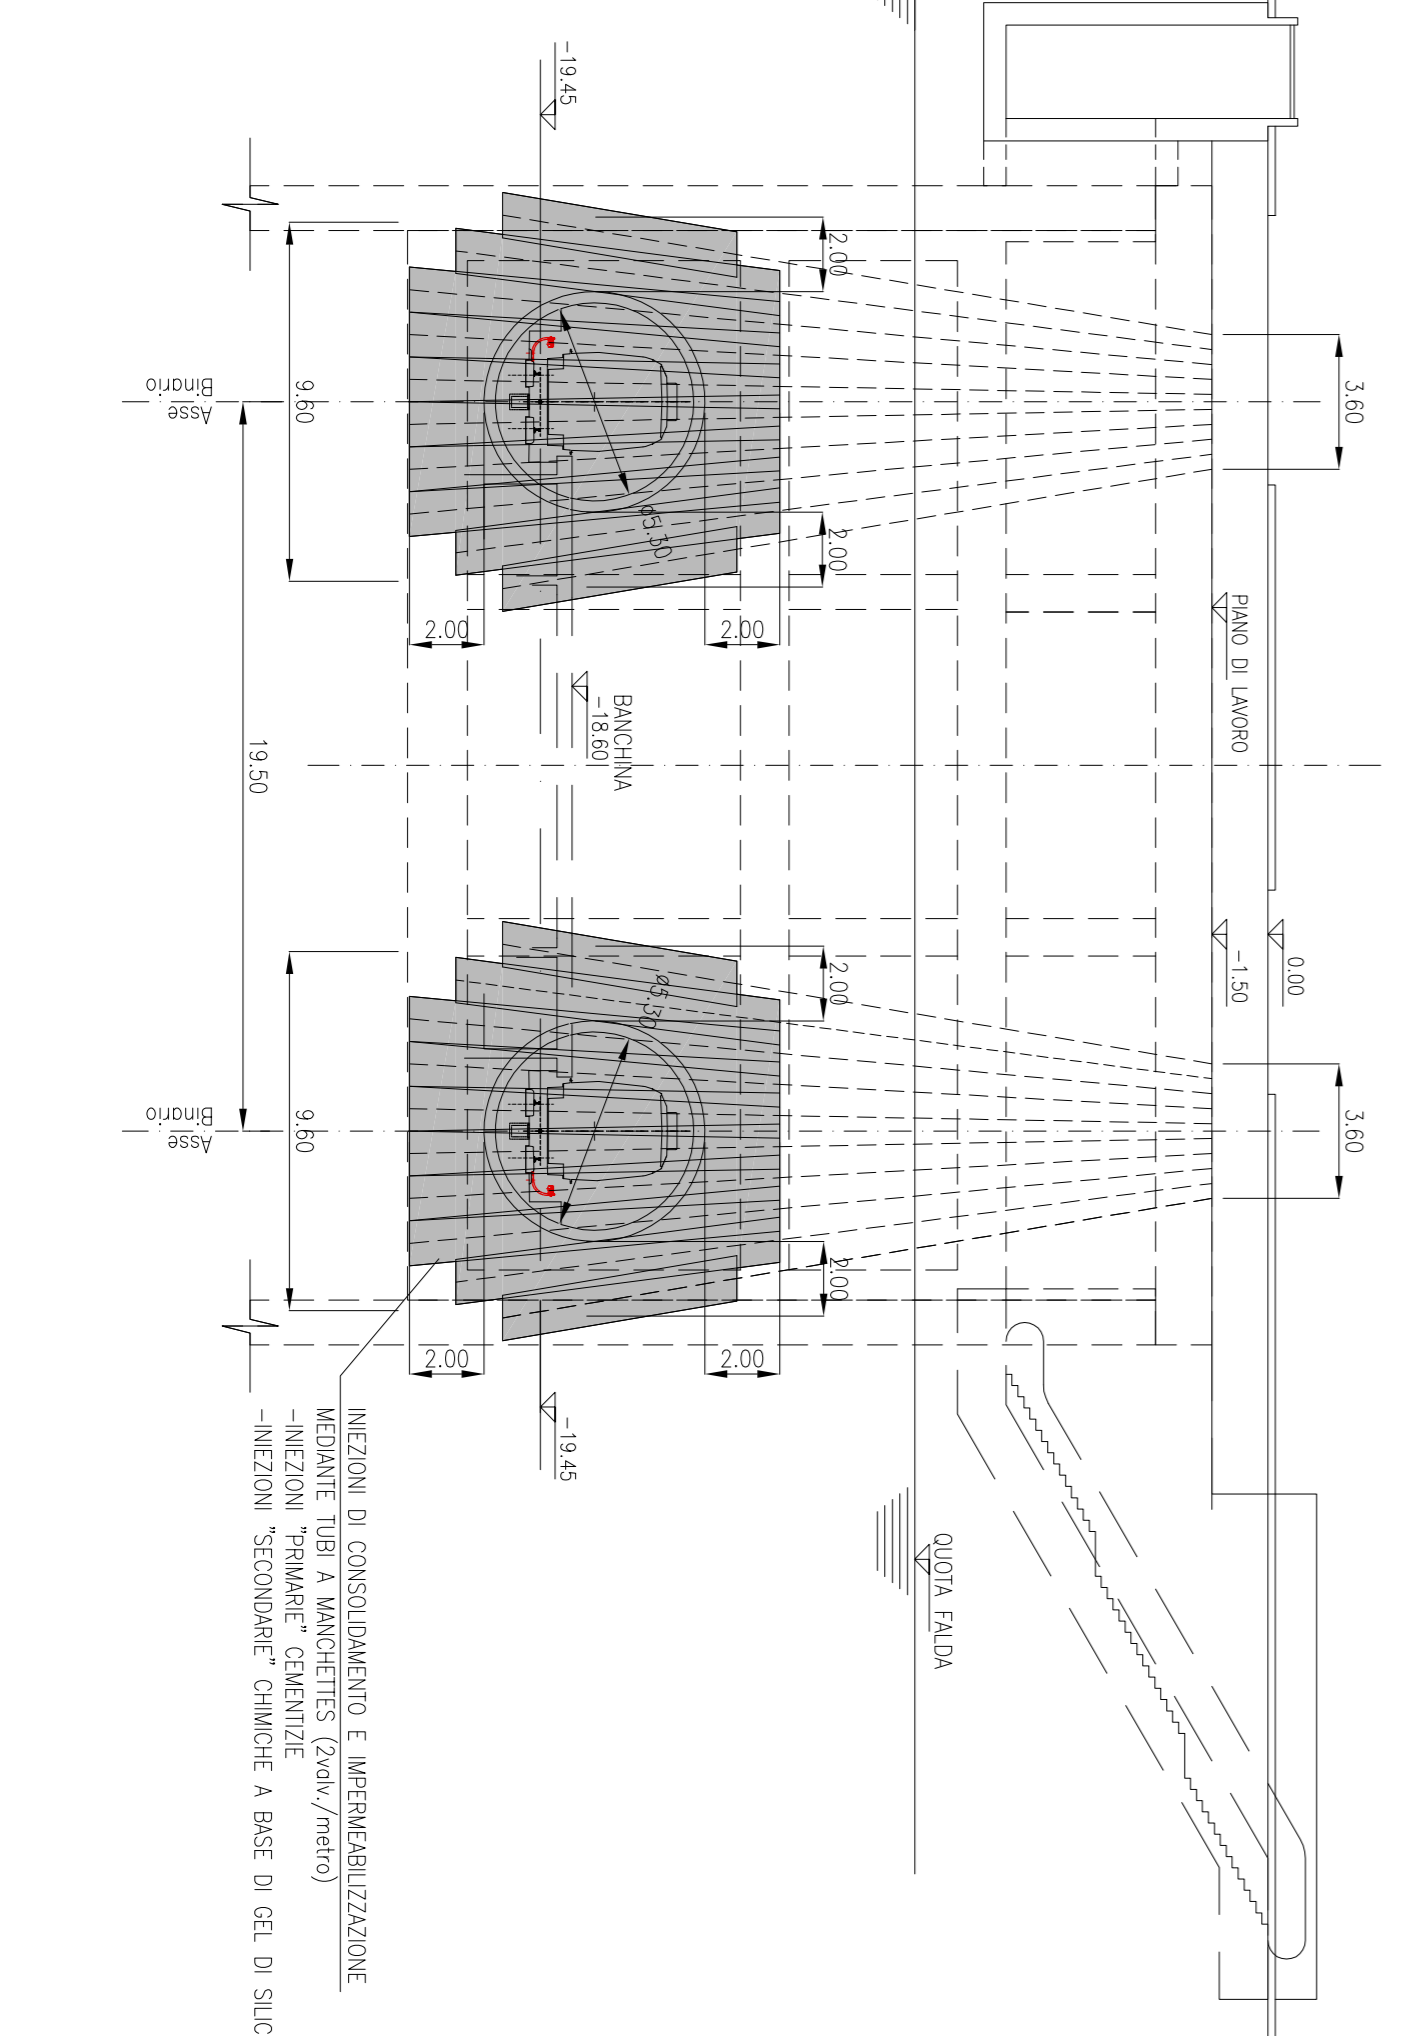 3.60
3.60
0.00
-1.50
PIANO DI LAVORO
QUOTA FALDA
2.00
2.00
2.00
2.00
ø5.30
ø5.30
2.00
2.00
2.00
2.00
BANCHINA
-18.60
-19.45
-19.45
9.60
9.60
19.50
Asse
Binario
Asse
Binario
INIEZIONI DI CONSOLIDAMENTO E IMPERMEABILIZZAZIONE
MEDIANTE TUBI A MANCHETTES (2valv./metro)
-INIEZIONI "PRIMARIE" CEMENTIZIE
-INIEZIONI "SECONDARIE" CHIMICHE A BASE DI GEL DI SILIC